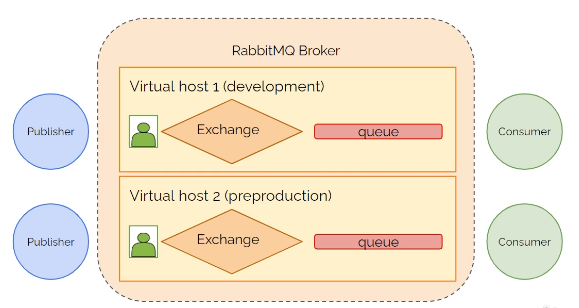 RabbitMQ Broker
Virtual host 1 (development)
Publisher
Exchange
queue
Consumer
Virtual host 2 (preproduction)
Publisher
Exchange
queue
Consumer